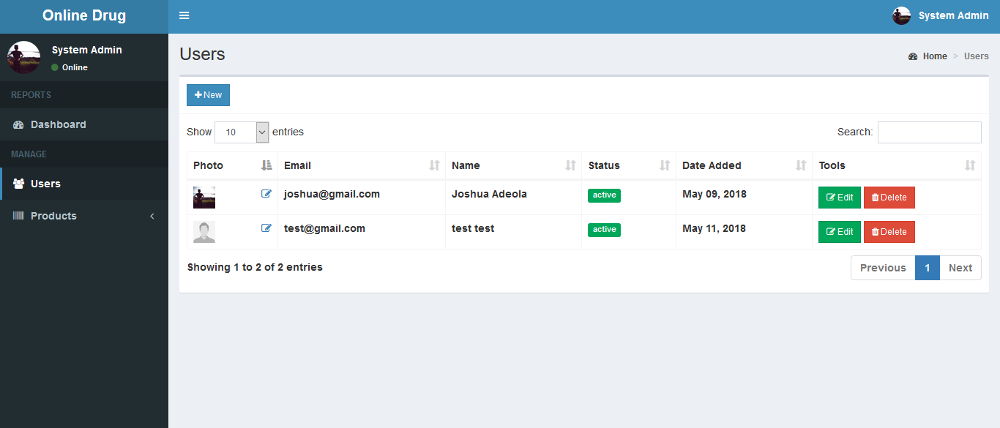 Online Drug
System Admin
System Admin
Online
REPORTS
Dashboard
MANAGE
Users
Products
Users
Home > Users
New
Show 10 entries
Search:
Photo Email Name Status Date Added Tools
joshua@gmail.com Joshua Adeola active May 09, 2018 Edit Delete
test@gmail.com test test active May 11, 2018 Edit Delete
Showing 1 to 2 of 2 entries
Previous 1 Next